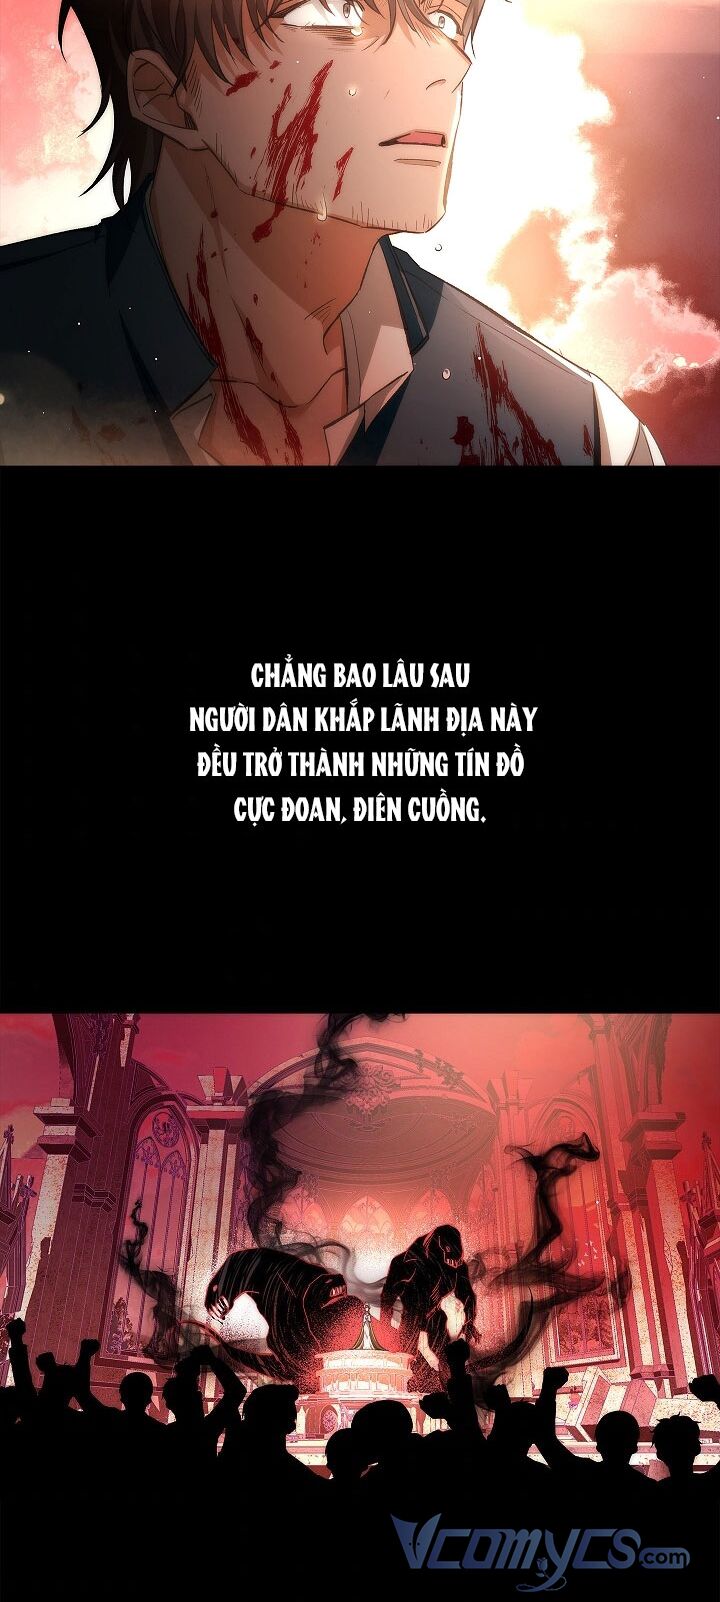 CHẲNG BAO LÂU SAU
NGƯỜI DÂN KHẮP LÃNH ĐỊA NÀY
ĐỀU TRỞ THÀNH NHỮNG TÍN ĐỒ
CỰC ĐOAN, ĐIÊN CUỒNG.
VCOMYCS.COM